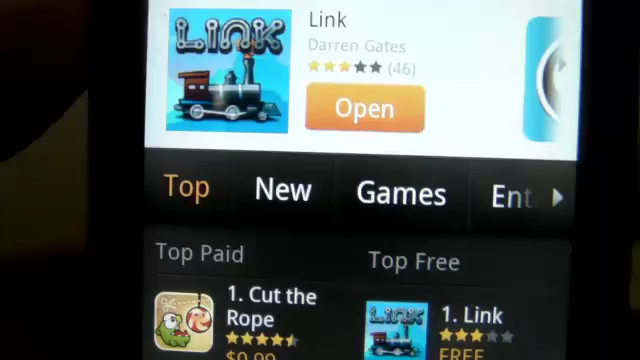 LINK
Link
Darren Gates
(46)
Open
Top
New
Games
Ent
Top Paid
Top Free
1. Cut the
Rope
$0.99
LINK
1. Link
FREE